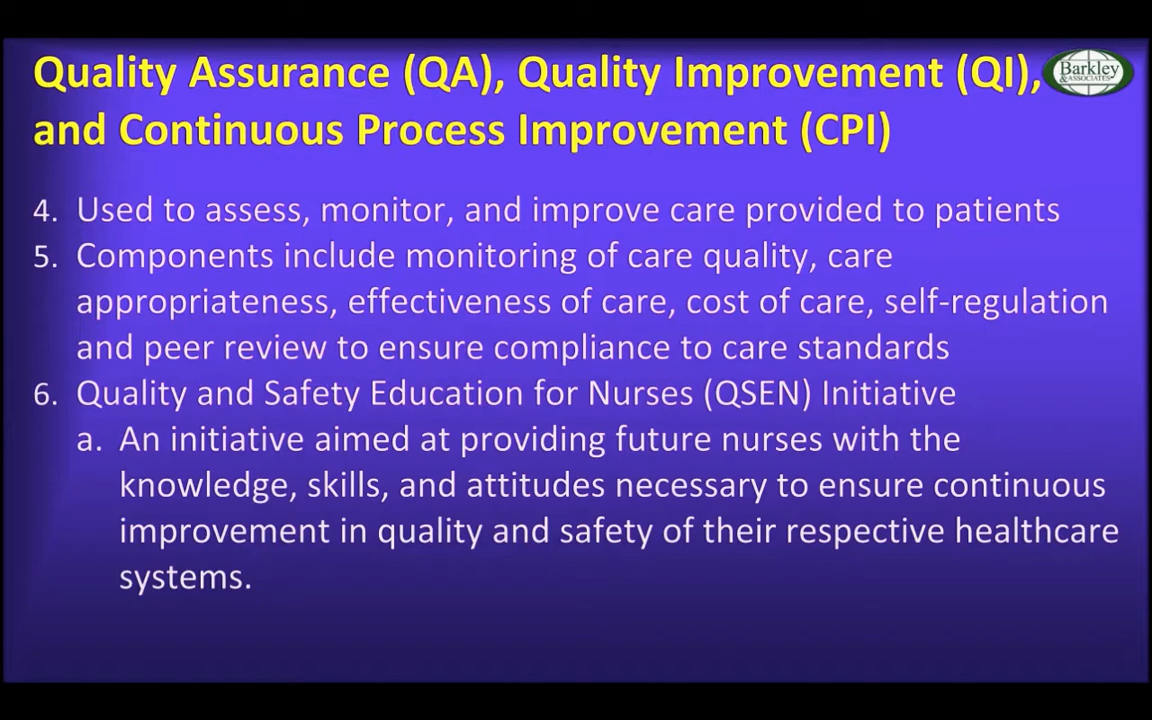 Quality Assurance (QA), Quality Improvement (QI),
and Continuous Process Improvement (CPI)
Barkley
& ASSOCIATES
4. Used to assess, monitor, and improve care provided to patients
5. Components include monitoring of care quality, care
appropriateness, effectiveness of care, cost of care, self-regulation
and peer review to ensure compliance to care standards
6. Quality and Safety Education for Nurses (QSEN) Initiative
a. An initiative aimed at providing future nurses with the
knowledge, skills, and attitudes necessary to ensure continuous
improvement in quality and safety of their respective healthcare
systems.